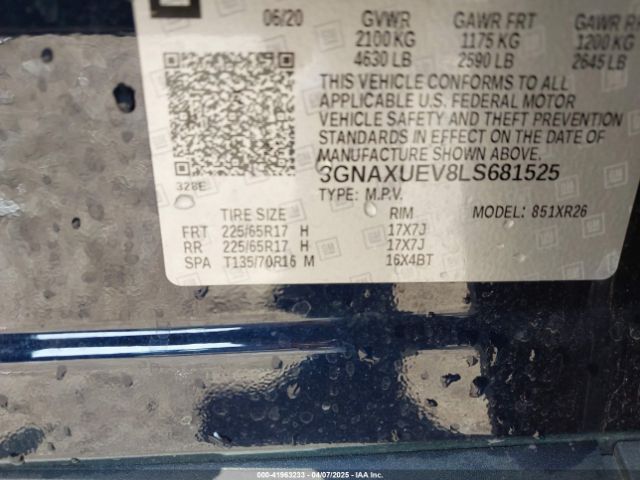 06/20 GVWR GAWR FRT GAWR R
2100 KG 1175 KG 1200 KG
4630 LB 2590 LB 2645 LB
THIS VEHICLE CONFORMS TO ALL
APPLICABLE U.S. FEDERAL MOTOR
VEHICLE SAFETY AND THEFT PREVENTION
STANDARDS IN EFFECT ON THE DATE OF
MANUFACTURE SHOWN ABOVE.
3GNAXUEV8LS681525
328E
TYPE: M.P.V. MODEL: 851XR26
TIRE SIZE RIM
FRT 225/65R17 H 17X7J
RR 225/65R17 H 17X7J
SPA T135/70R16 M 16X4BT
00-41963233 - 04/07/2025 - Copyright IAA, LLC